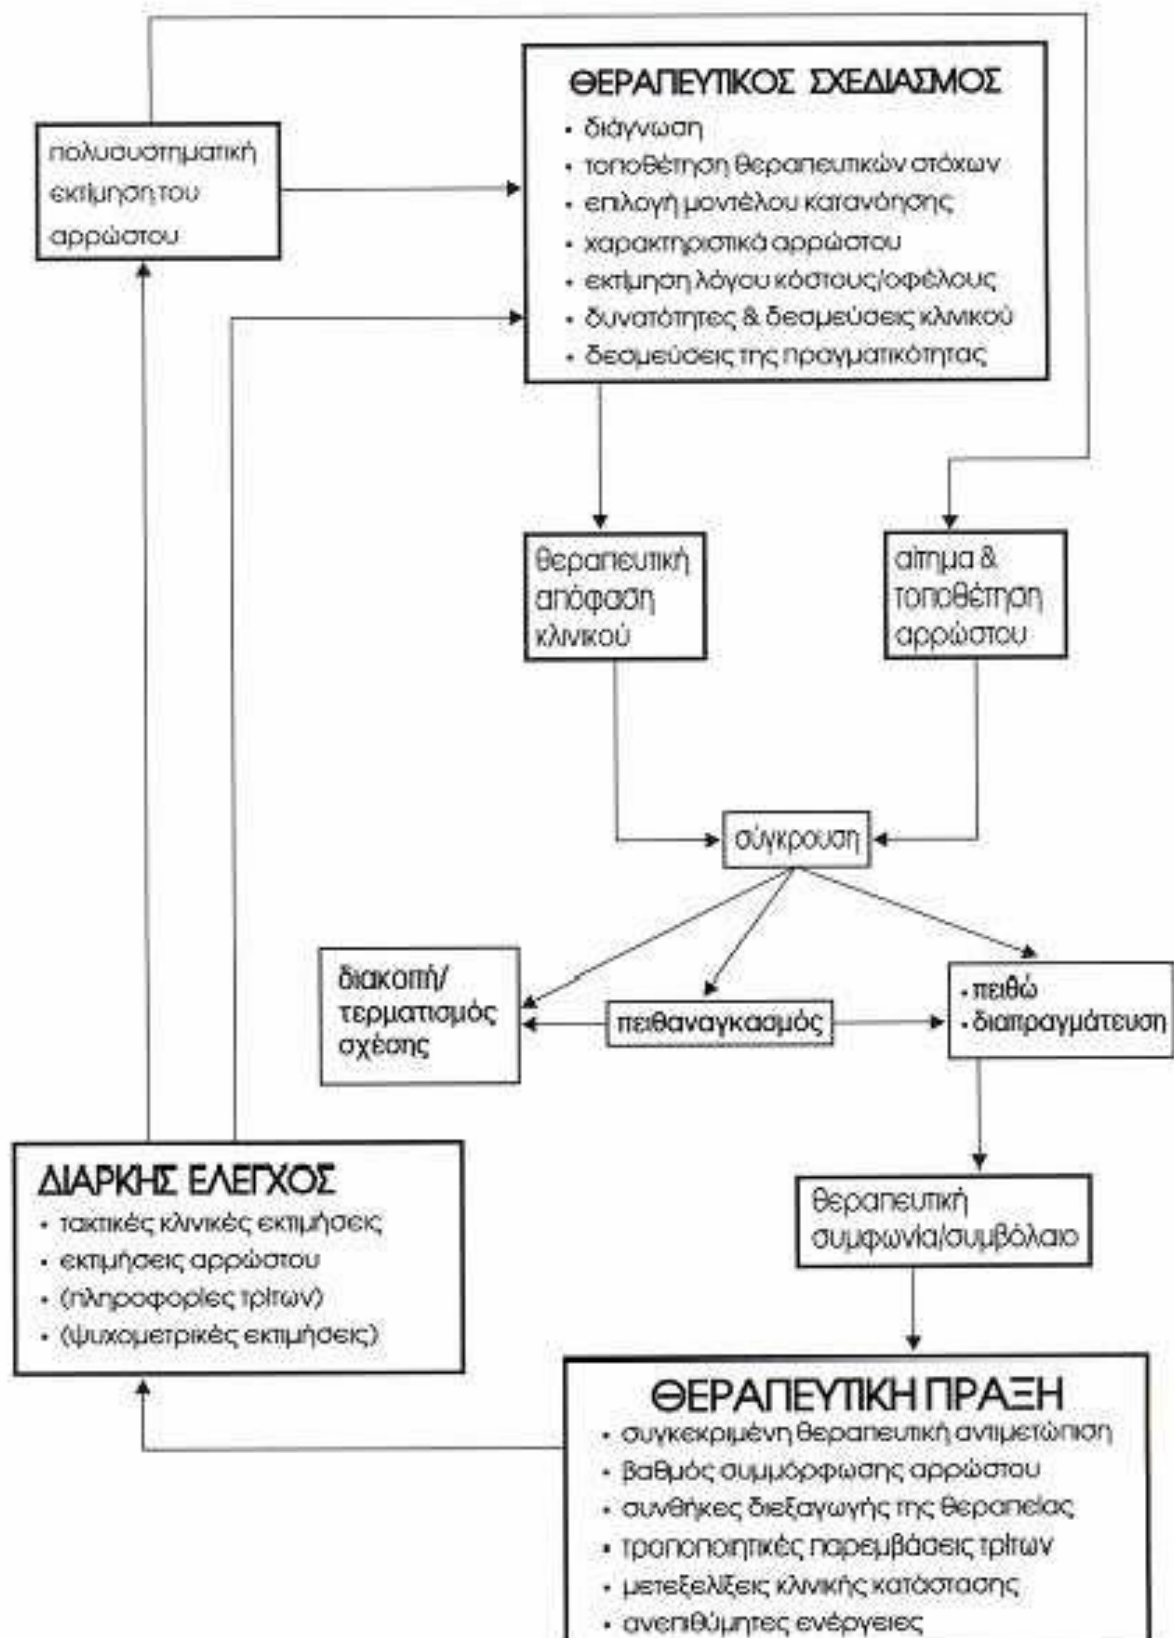 ΘΕΡΑΠΕΥΤΙΚΟΣ ΣΧΕΔΙΑΣΜΟΣ
• διάγνωση
• τοποθέτηση θεραπευτικών στόχων
• επιλογή μοντέλου κατανόησης
• χαρακτηριστικά αρρώστου
• εκτίμηση λόγου κόστους/οφέλους
• δυνατότητες & δεσμεύσεις κλινικού
• δεσμεύσεις της πραγματικότητας
πολυσυστηματική
εκτίμηση του
αρρώστου
θεραπευτική
απόφαση
κλινικού
αίτημα &
τοποθέτηση
αρρώστου
σύγκρουση
διακοπή/
τερματισμός
σχέσης
πειθαναγκασμός
• πειθώ
• διαπραγμάτευση
θεραπευτική
συμφωνία/συμβόλαιο
ΔΙΑΡΚΗΣ ΕΛΕΓΧΟΣ
• τακτικές κλινικές εκτιμήσεις
• εκτιμήσεις αρρώστου
• (πληροφορίες τρίτων)
• (ψυχομετρικές εκτιμήσεις)
ΘΕΡΑΠΕΥΤΙΚΗ ΠΡΑΞΗ
• συγκεκριμένη θεραπευτική αντιμετώπιση
• βαθμός συμμόρφωσης αρρώστου
• συνθήκες διεξαγωγής της θεραπείας
• τροποποιητικές παρεμβάσεις τρίτων
• μετεξελίξεις κλινικής κατάστασης
• ανεπιθύμητες ενέργειες